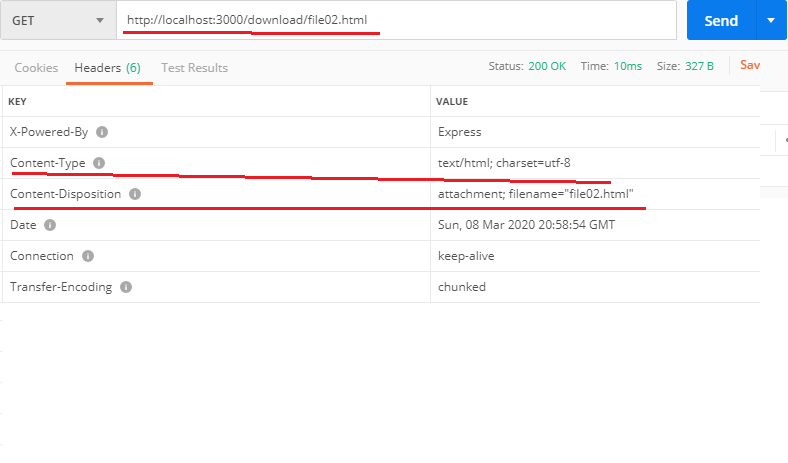 GET http://localhost:3000/download/file02.html Send
Cookies Headers (6) Test Results Status: 200 OK Time: 10ms Size: 327 B Sav
KEY VALUE
X-Powered-By Express
Content-Type text/html; charset=utf-8
Content-Disposition attachment; filename="file02.html"
Date Sun, 08 Mar 2020 20:58:54 GMT
Connection keep-alive
Transfer-Encoding chunked